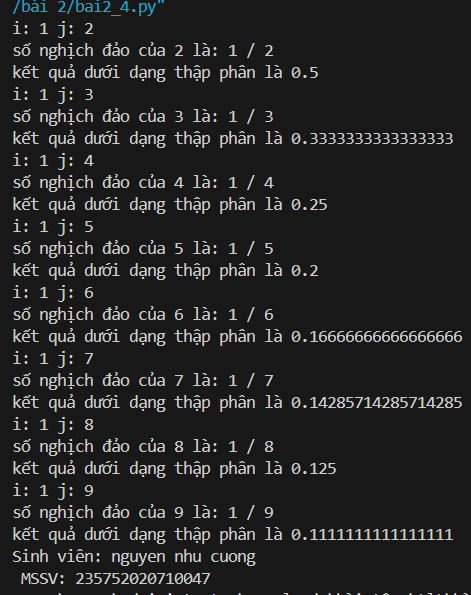 /bài 2/bai2_4.py"
i: 1 j: 2
số nghịch đảo của 2 là: 1 / 2
kết quả dưới dạng thập phân là 0.5
i: 1 j: 3
số nghịch đảo của 3 là: 1 / 3
kết quả dưới dạng thập phân là 0.3333333333333333
i: 1 j: 4
số nghịch đảo của 4 là: 1 / 4
kết quả dưới dạng thập phân là 0.25
i: 1 j: 5
số nghịch đảo của 5 là: 1 / 5
kết quả dưới dạng thập phân là 0.2
i: 1 j: 6
số nghịch đảo của 6 là: 1 / 6
kết quả dưới dạng thập phân là 0.16666666666666666
i: 1 j: 7
số nghịch đảo của 7 là: 1 / 7
kết quả dưới dạng thập phân là 0.14285714285714285
i: 1 j: 8
số nghịch đảo của 8 là: 1 / 8
kết quả dưới dạng thập phân là 0.125
i: 1 j: 9
số nghịch đảo của 9 là: 1 / 9
kết quả dưới dạng thập phân là 0.1111111111111111
Sinh viên: nguyen nhu cuong
MSSV: 235752020710047